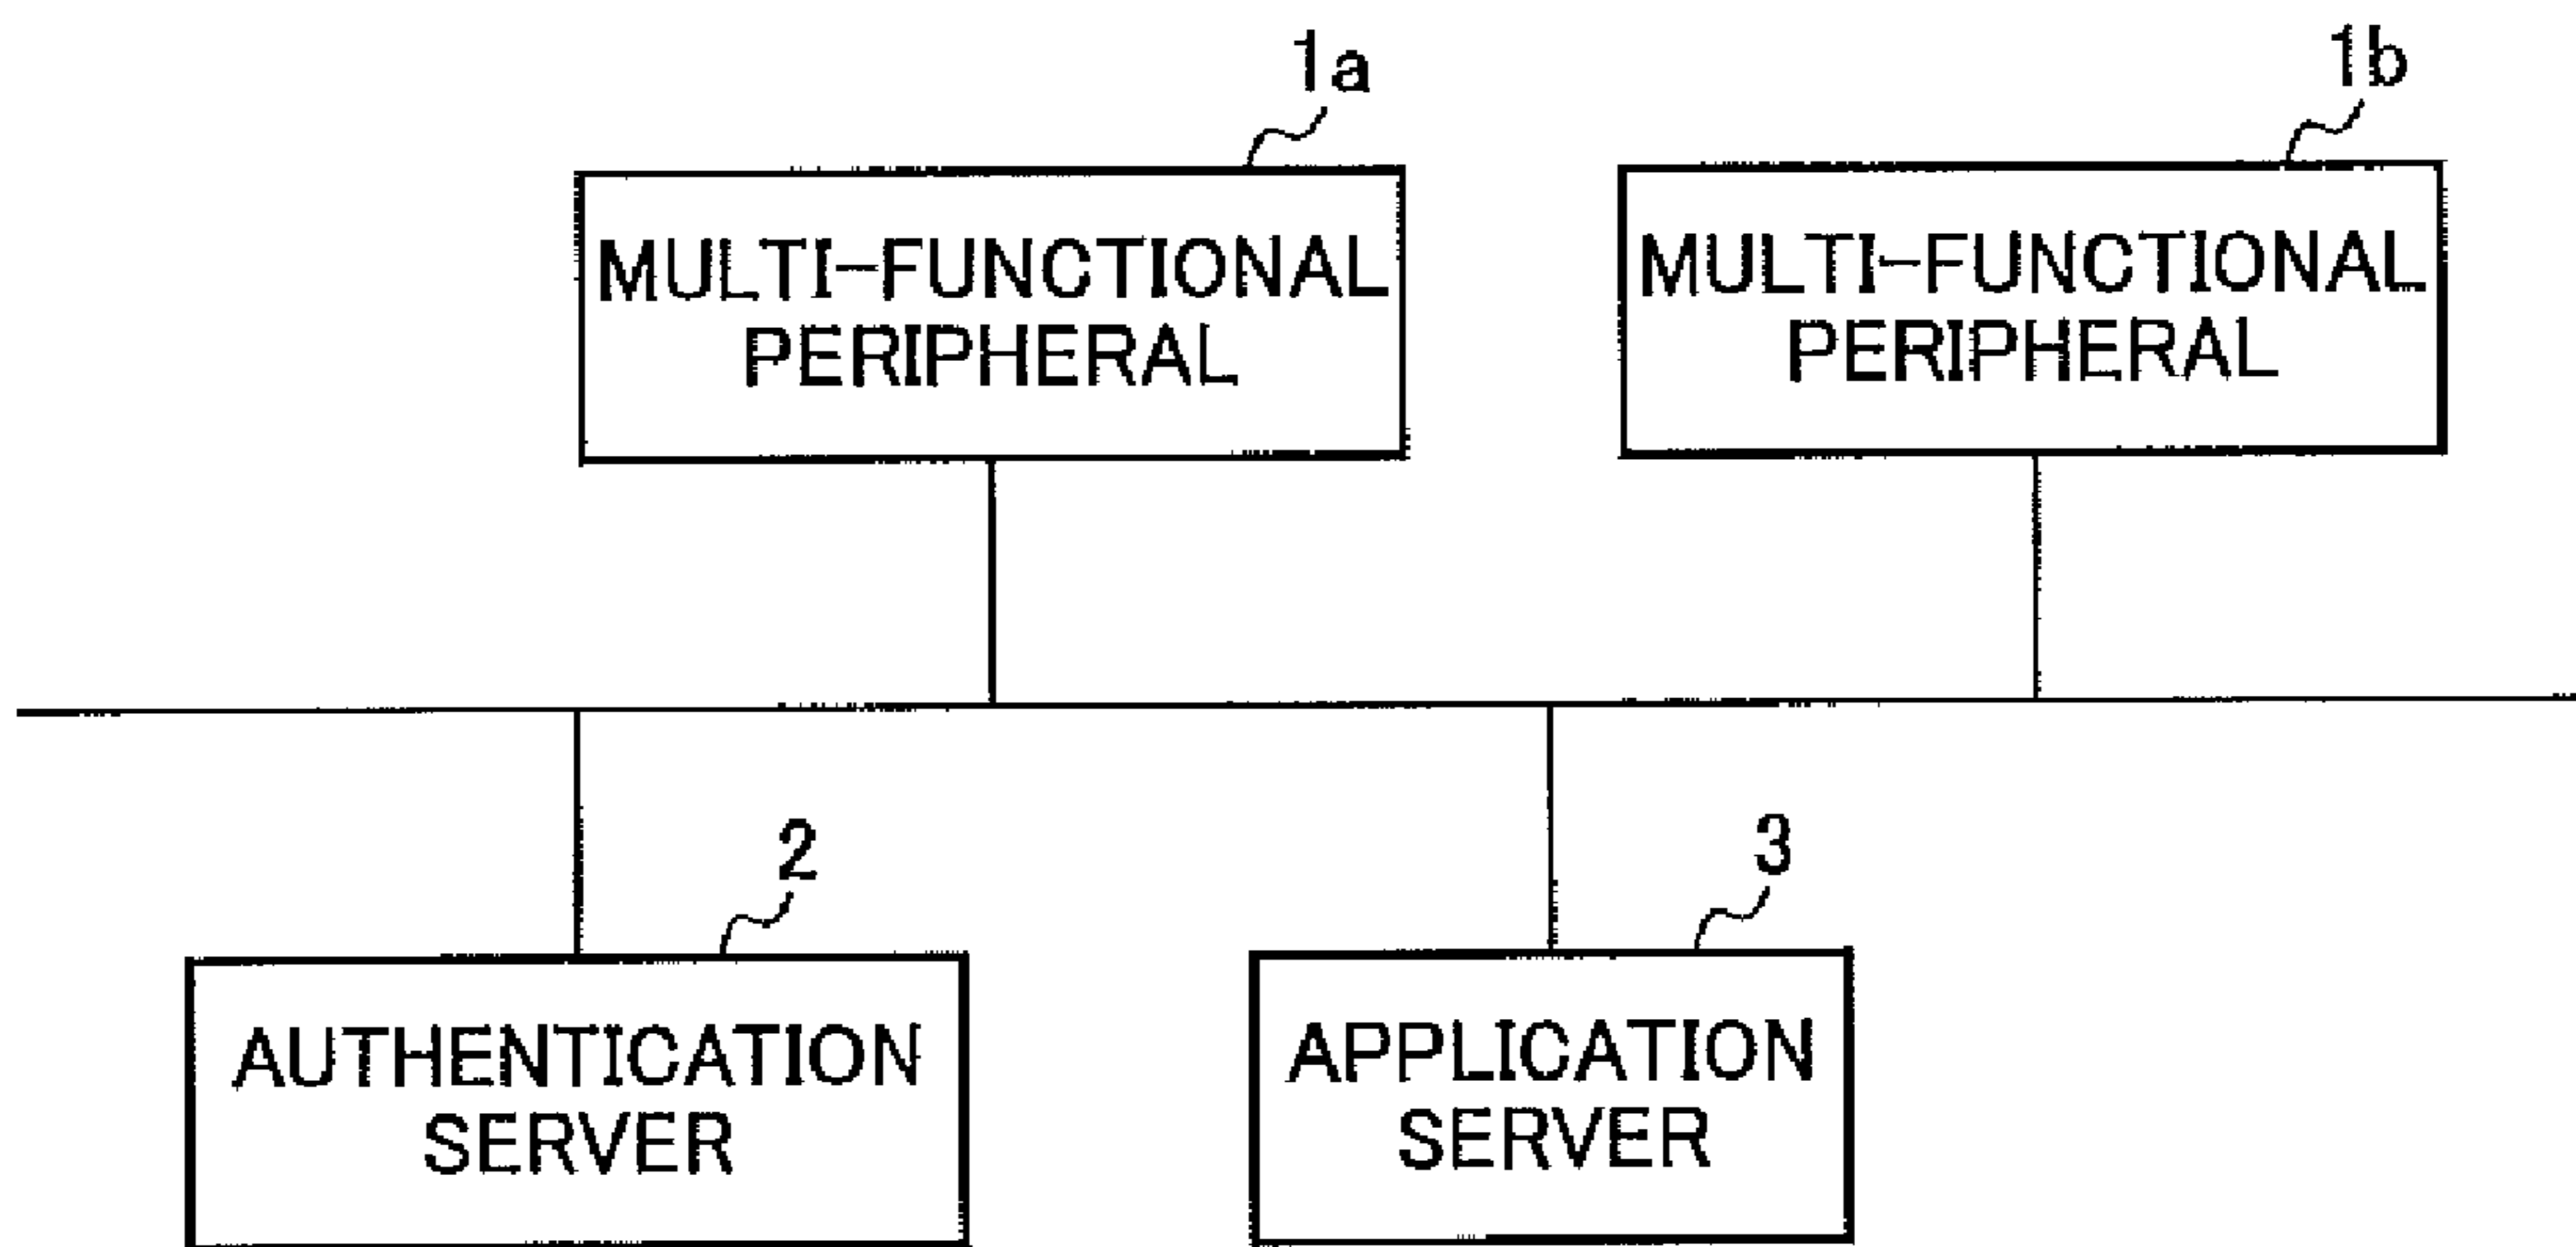 1a
MULTI-FUNCTIONAL
PERIPHERAL
1b
MULTI-FUNCTIONAL
PERIPHERAL
2
AUTHENTICATION
SERVER
3
APPLICATION
SERVER